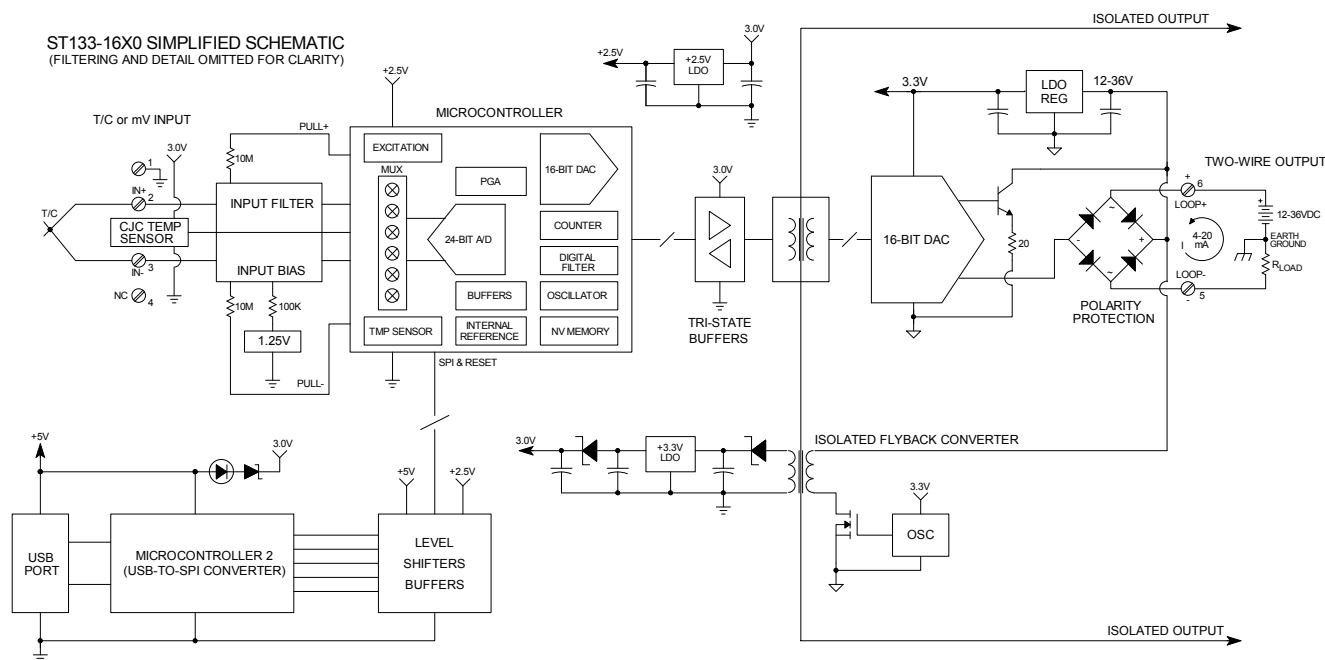 ISOLATED OUTPUT
ST133-16X0 SIMPLIFIED SCHEMATIC
(FILTERING AND DETAIL OMITTED FOR CLARITY)
3.0V
+2.5V
+2.5V
LDO
+2.5V
3.3V
LDO
REG
12-36V
T/C or mV INPUT
MICROCONTROLLER
PULL+
3.0V
1
10M
EXCITATION
MUX
PGA
16-BIT DAC
3.0V
TWO-WIRE OUTPUT
+
6
LOOP+
IN+
2
INPUT FILTER
T/C
CJC TEMP
SENSOR
24-BIT A/D
COUNTER
16-BIT DAC
20
~
-
+
~
I
4-20
mA
+
12-36VDC
EARTH
GROUND
RLOAD
INPUT BIAS
IN-
3
DIGITAL
FILTER
LOOP-
5
-
NC
4
10M
100K
BUFFERS
OSCILLATOR
TRI-STATE
BUFFERS
POLARITY
PROTECTION
1.25V
TMP SENSOR
INTERNAL
REFERENCE
NV MEMORY
SPI & RESET
PULL-
+5V
3.0V
3.0V
+3.3V
LDO
ISOLATED FLYBACK CONVERTER
+5V
+2.5V
3.3V
USB
PORT
MICROCONTROLLER 2
(USB-TO-SPI CONVERTER)
LEVEL
SHIFTERS
BUFFERS
OSC
ISOLATED OUTPUT